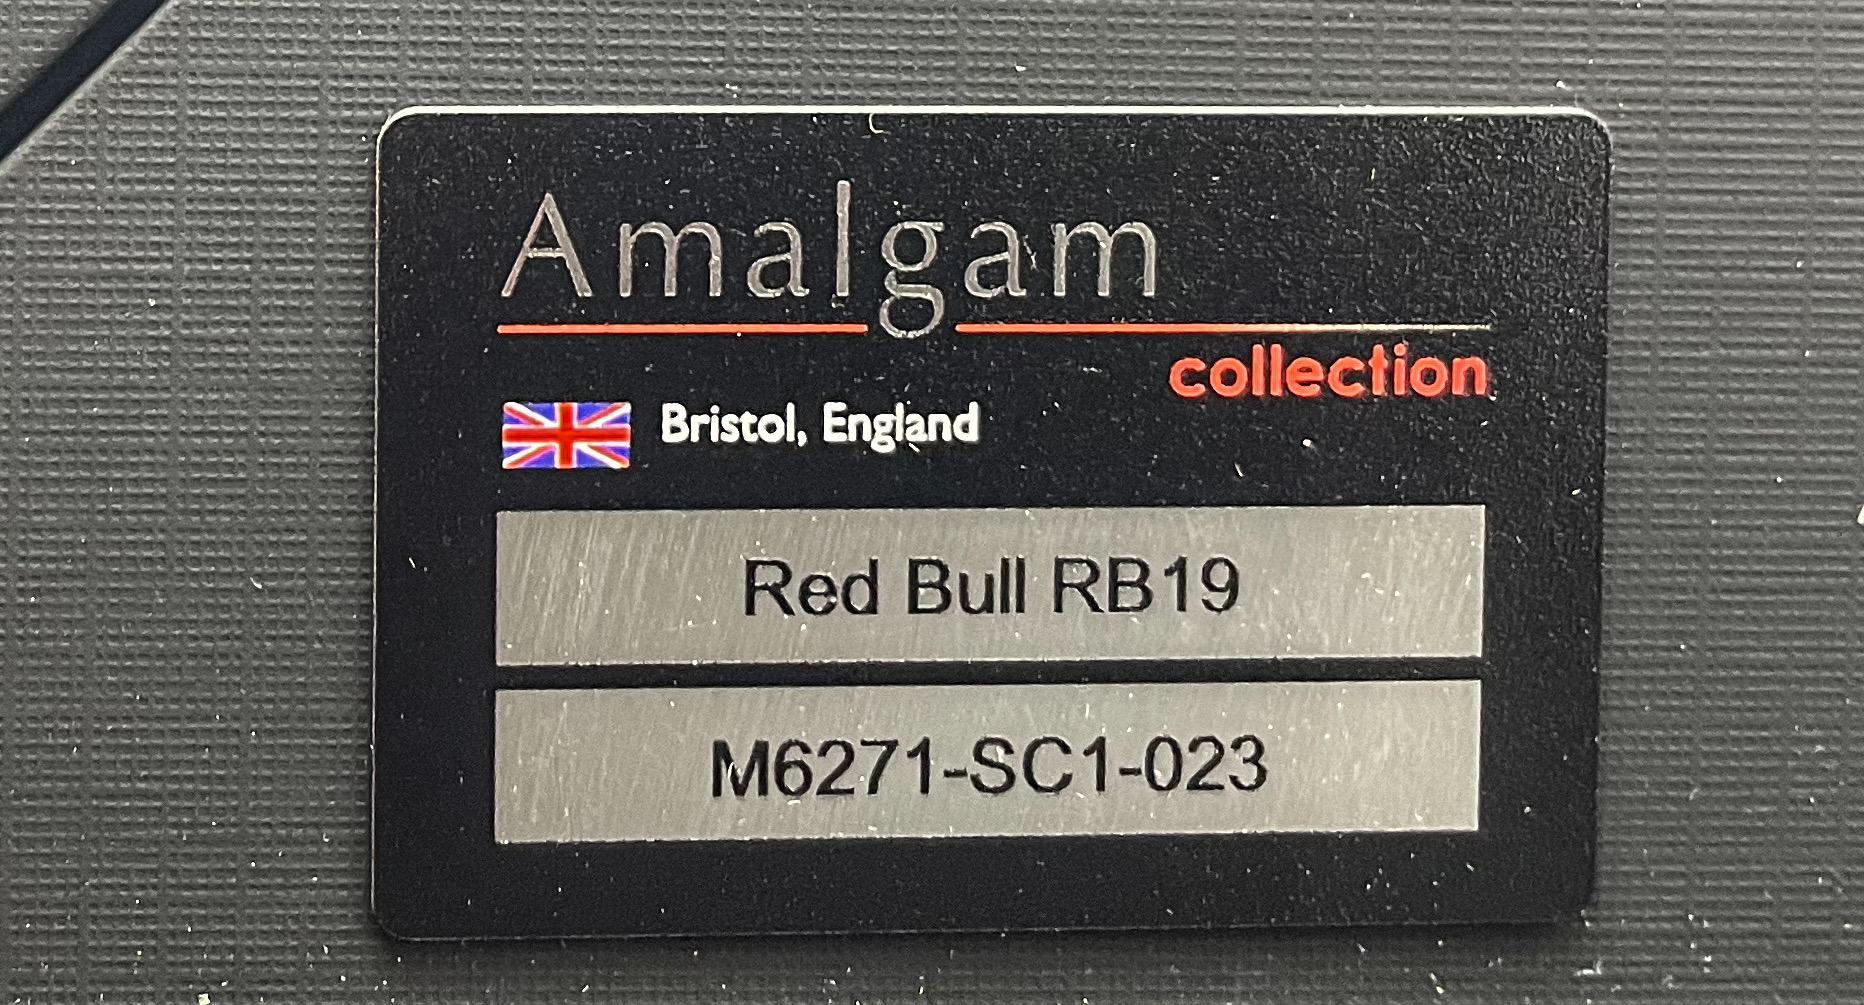 Amalgam
collection
Bristol, England
Red Bull RB19
M6271-SC1-023